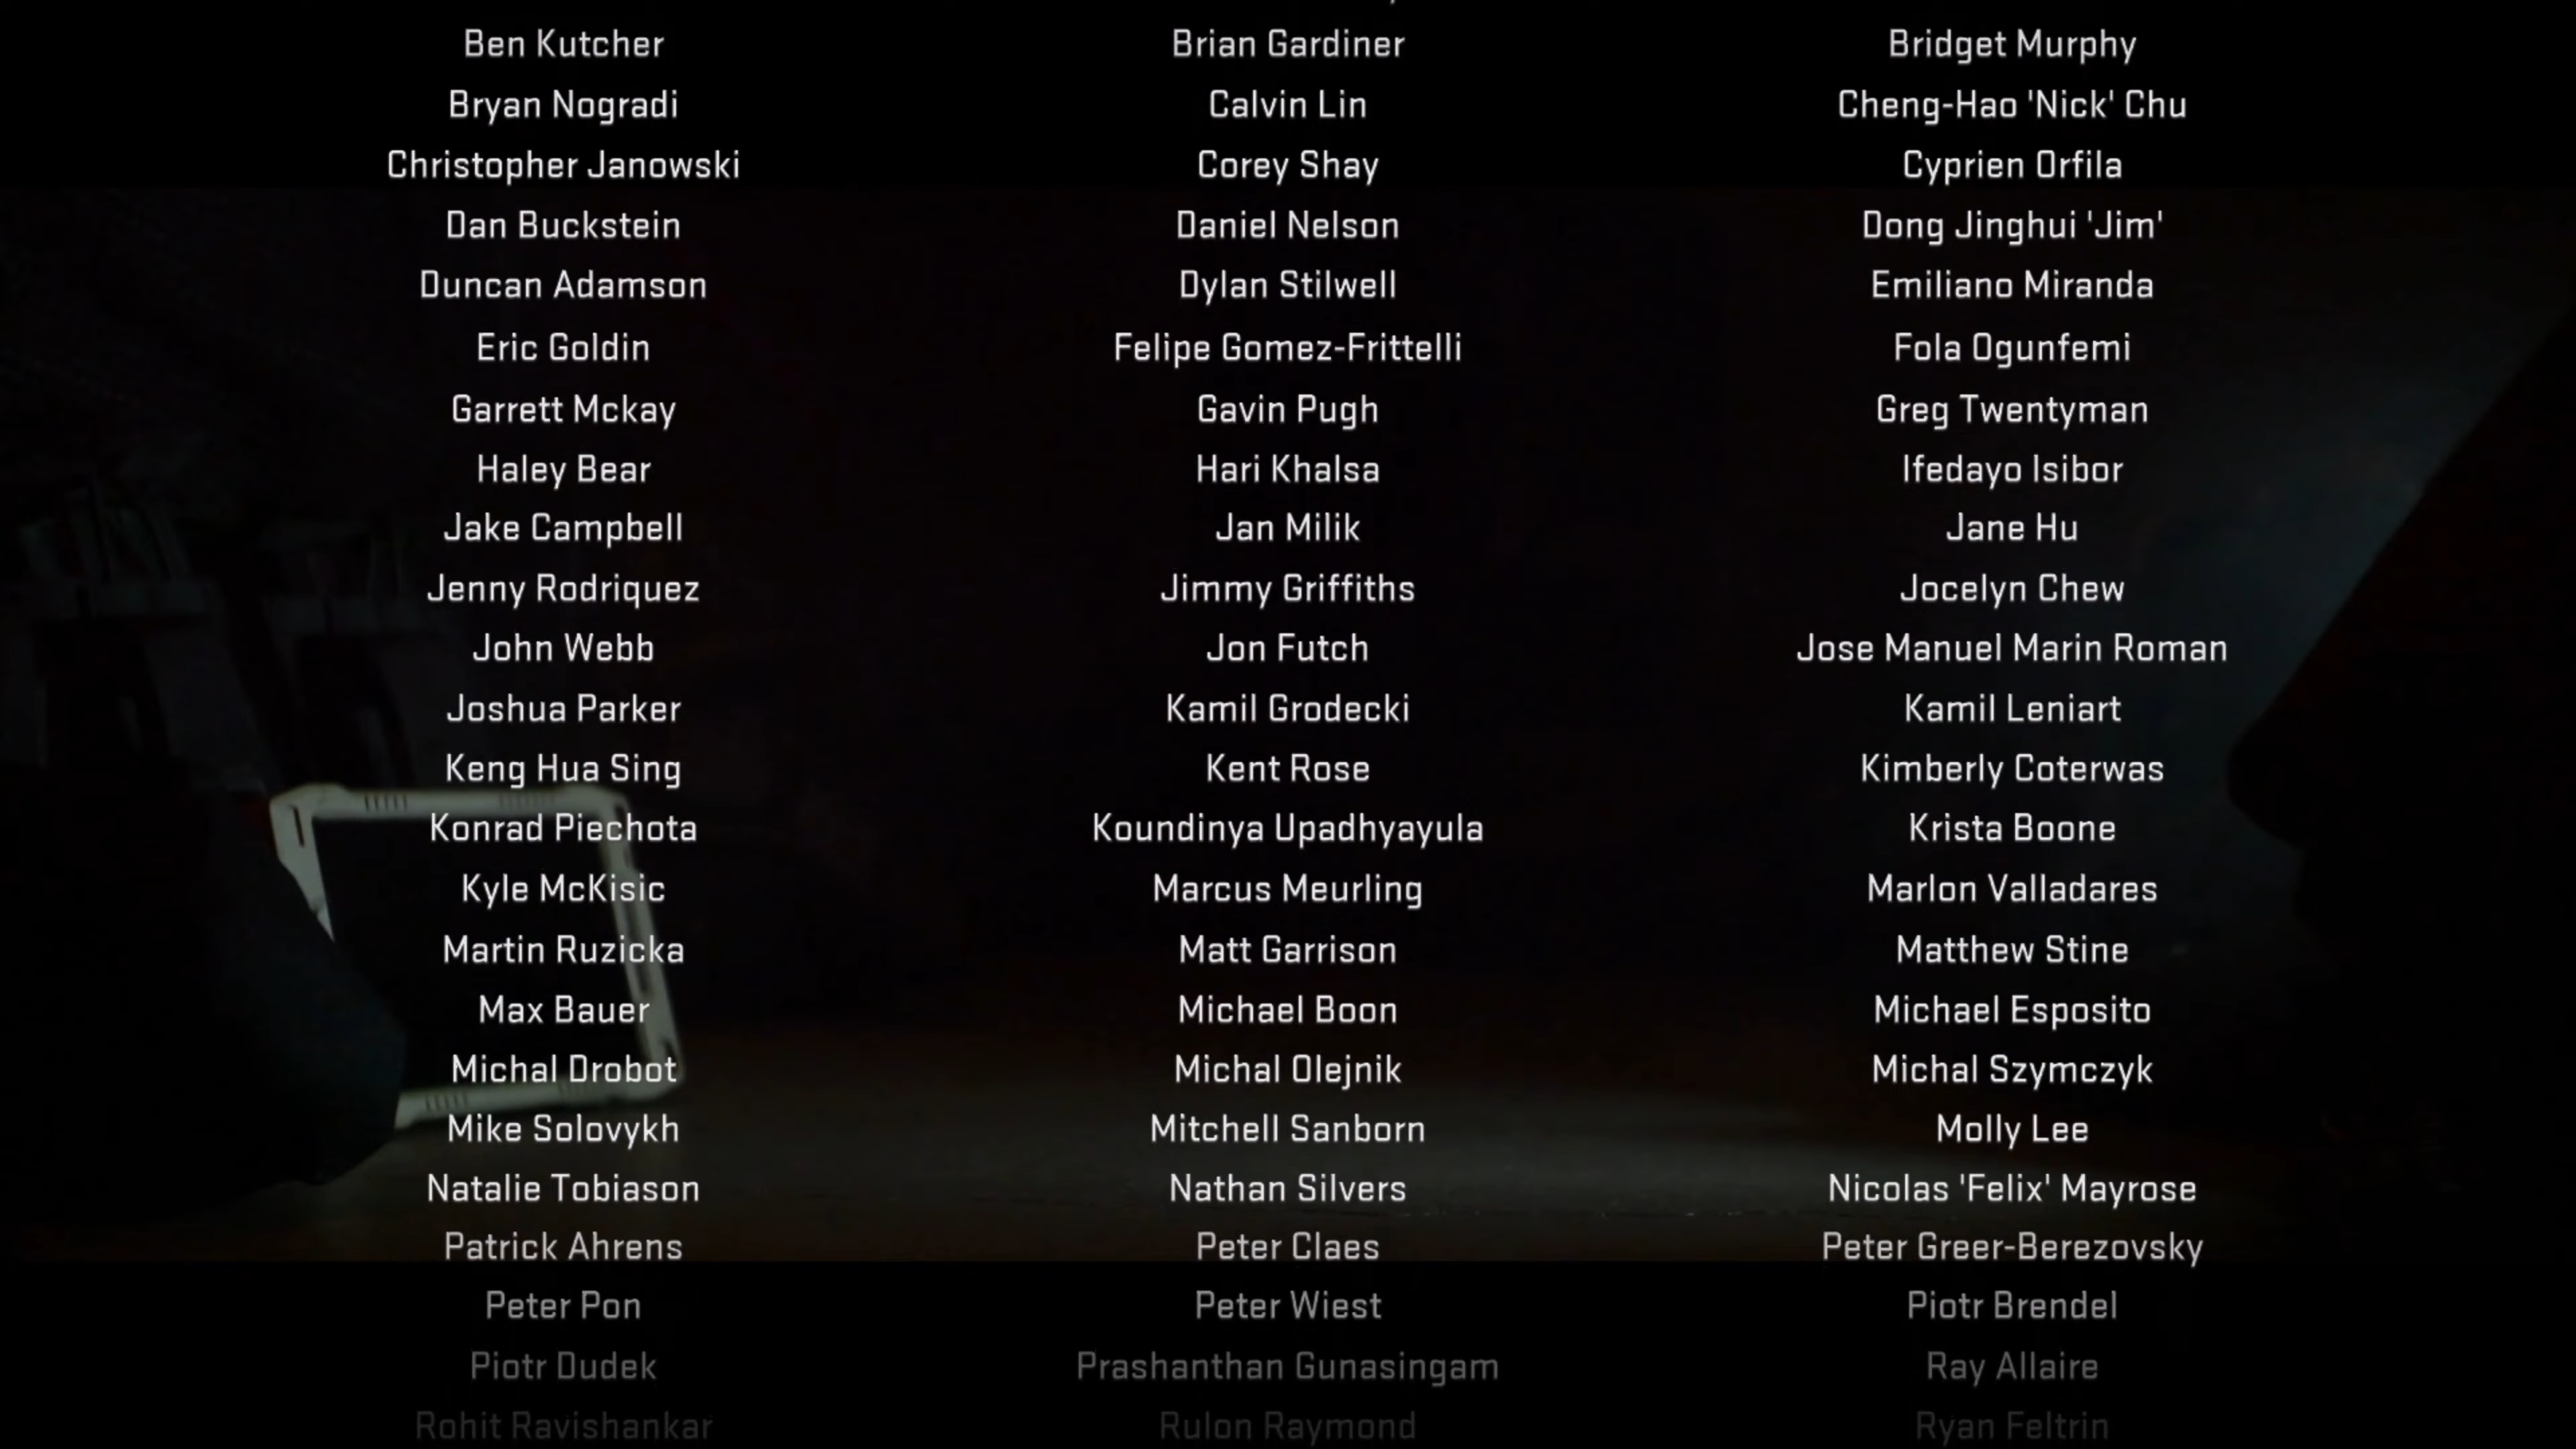 Ben Kutcher Brian Gardiner Bridget Murphy
Bryan Nogradi Calvin Lin Cheng-Hao 'Nick' Chu
Christopher Janowski Corey Shay Cyprien Orfila
Dan Buckstein Daniel Nelson Dong Jinghui 'Jim'
Duncan Adamson Dylan Stilwell Emiliano Miranda
Eric Goldin Felipe Gomez-Frittelli Fola Ogunfemi
Garrett Mckay Gavin Pugh Greg Twentyman
Haley Bear Hari Khalsa Ifedayo Isibor
Jake Campbell Jan Milik Jane Hu
Jenny Rodriquez Jimmy Griffiths Jocelyn Chew
John Webb Jon Futch Jose Manuel Marin Roman
Joshua Parker Kamil Grodecki Kamil Leniart
Keng Hua Sing Kent Rose Kimberly Coterwas
Konrad Piechota Koundinya Upadhyayula Krista Boone
Kyle McKisic Marcus Meurling Marlon Valladares
Martin Ruzicka Matt Garrison Matthew Stine
Max Bauer Michael Boon Michael Esposito
Michal Drobot Michal Olejnik Michal Szymczyk
Mike Solovykh Mitchell Sanborn Molly Lee
Natalie Tobiason Nathan Silvers Nicolas 'Felix' Mayrose
Patrick Ahrens Peter Claes Peter Greer-Berezovsky
Peter Pon Peter Wiest Piotr Brendel
Piotr Dudek Prashanthan Gunasingam Ray Allaire
Rohit Ravishankar Rulon Raymond Ryan Feltrin